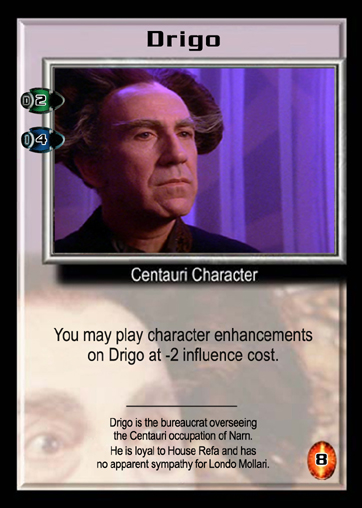 Drigo
D 2
I 4
Centauri Character
You may play character enhancements
on Drigo at -2 influence cost.
Drigo is the bureaucrat overseeing
the Centauri occupation of Narn.
He is loyal to House Refa and has
no apparent sympathy for Londo Mollari.
8